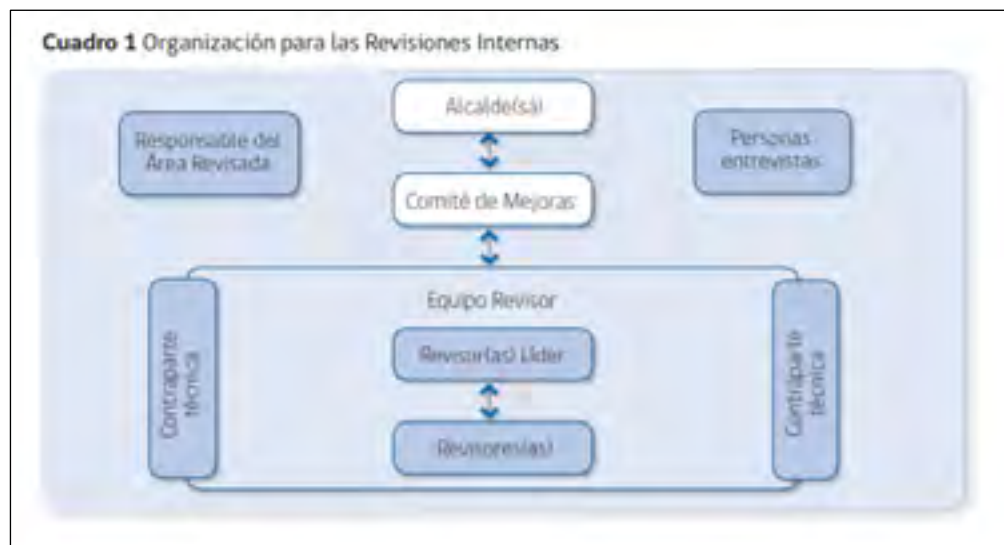 Cuadro 1 Organización para las Revisiones Internas
Alcalde(sa)
Responsable del
Área Revisada
Personas
entrevistas
Comité de Mejoras
Equipo Revisor
Contraparte
técnica
Revisor(as) Líder
Revisores(as)
Contraparte
técnica